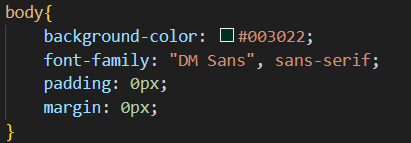 body{
    background-color: #003022;
    font-family: "DM Sans", sans-serif;
    padding: 0px;
    margin: 0px;
}